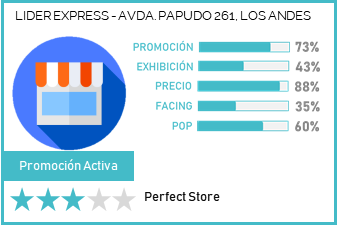 LIDER EXPRESS - AVDA. PAPUDO 261, LOS ANDES
PROMOCIÓN 73%
EXHIBICIÓN 43%
PRECIO 88%
FACING 35%
POP 60%
Promoción Activa
Perfect Store